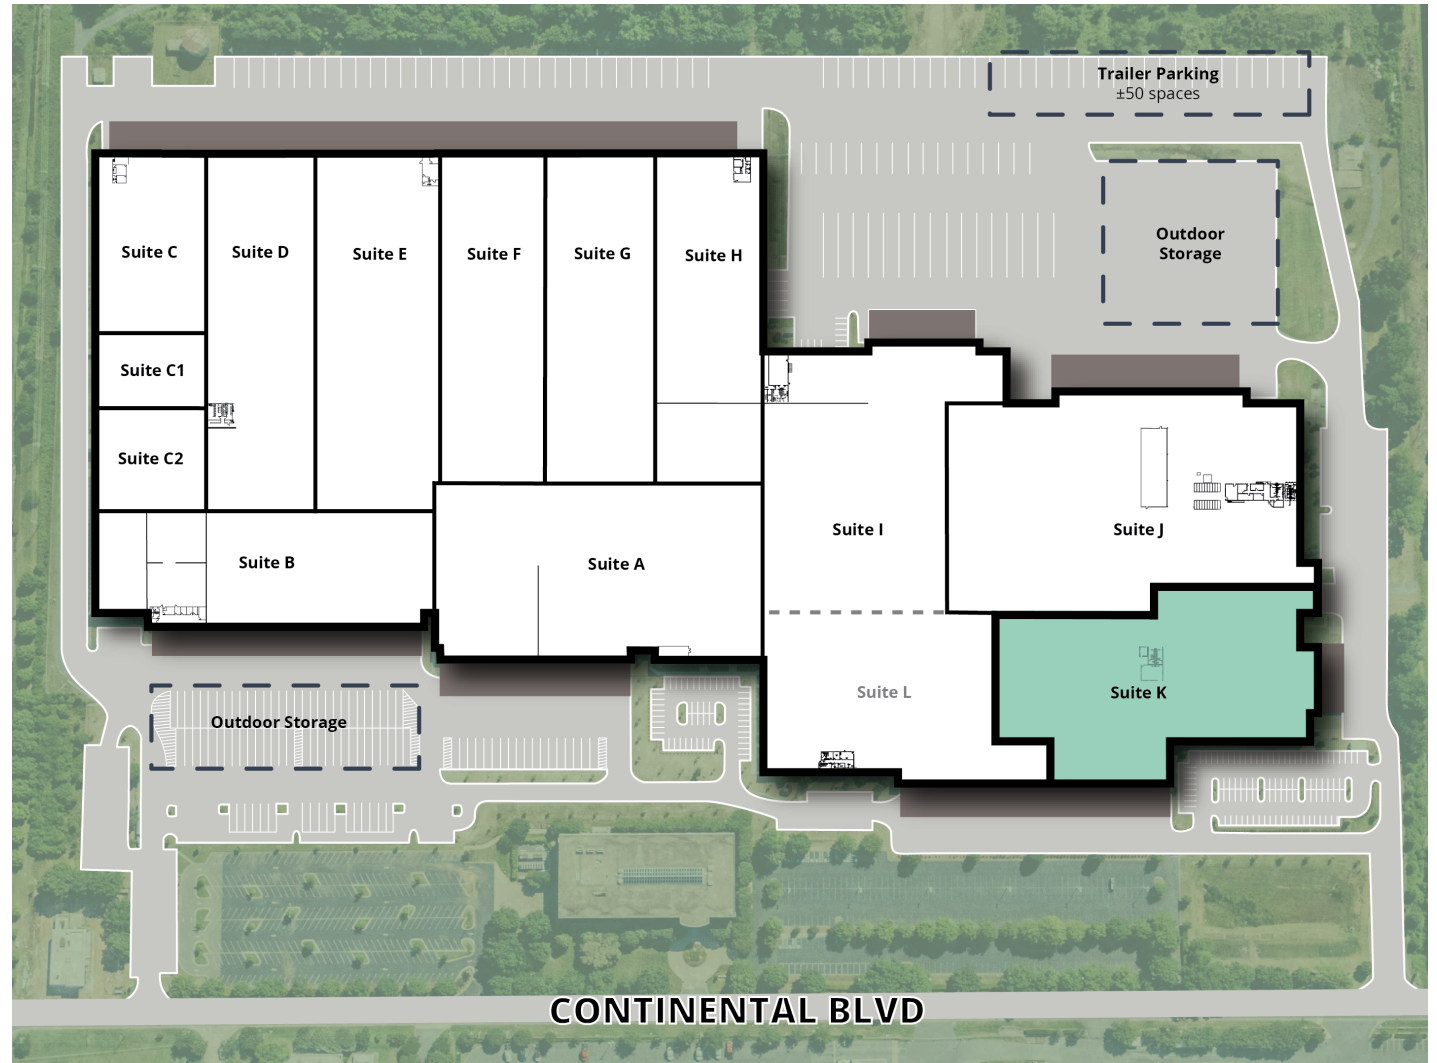 Trailer Parking
±50 spaces
Outdoor
Storage
Suite C
Suite D
Suite E
Suite F
Suite G
Suite H
Suite C1
Suite C2
Suite B
Suite A
Suite I
Suite J
Suite L
Suite K
Outdoor Storage
CONTINENTAL BLVD